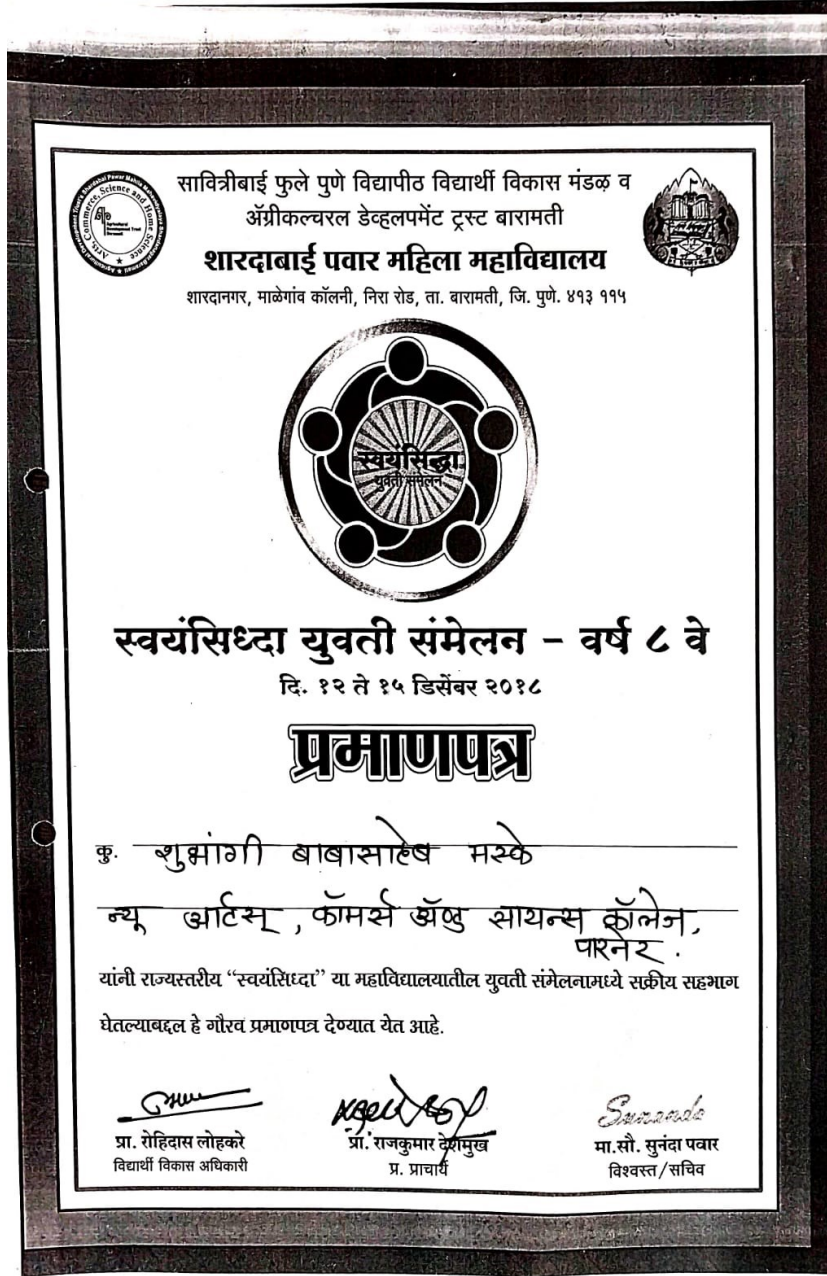 सावित्रीबाई फुले पुणे विद्यापीठ विद्यार्थी विकास मंडळ व
ॲग्रीकल्चरल डेव्हलपमेंट ट्रस्ट बारामती
शारदाबाई पवार महिला महाविद्यालय
शारदानगर, माळेगांव कॉलनी, निरा रोड, ता. बारामती, जि. पुणे. ४१३ ११५
स्वयंसिद्धा
युवती संमेलन
स्वयंसिध्दा युवती संमेलन - वर्ष ८ वे
दि. १२ ते १५ डिसेंबर २०१८
प्रमाणपत्र
कु. शुभांगी बाबासाहेब मस्के
न्यू आर्टस्, कॉमर्स ॲण्ड सायन्स कॉलेज,
पारनेर.
यांनी राज्यस्तरीय “स्वयंसिध्दा” या महाविद्यालयातील युवती संमेलनामध्ये सक्रीय सहभाग
घेतल्याबद्दल हे गौरव प्रमाणपत्र देण्यात येत आहे.
Sunanda
प्रा. रोहिदास लोहकरे
विद्यार्थी विकास अधिकारी
प्रा. राजकुमार देशमुख
प्र. प्राचार्य
मा.सौ. सुनंदा पवार
विश्वस्त/सचिव